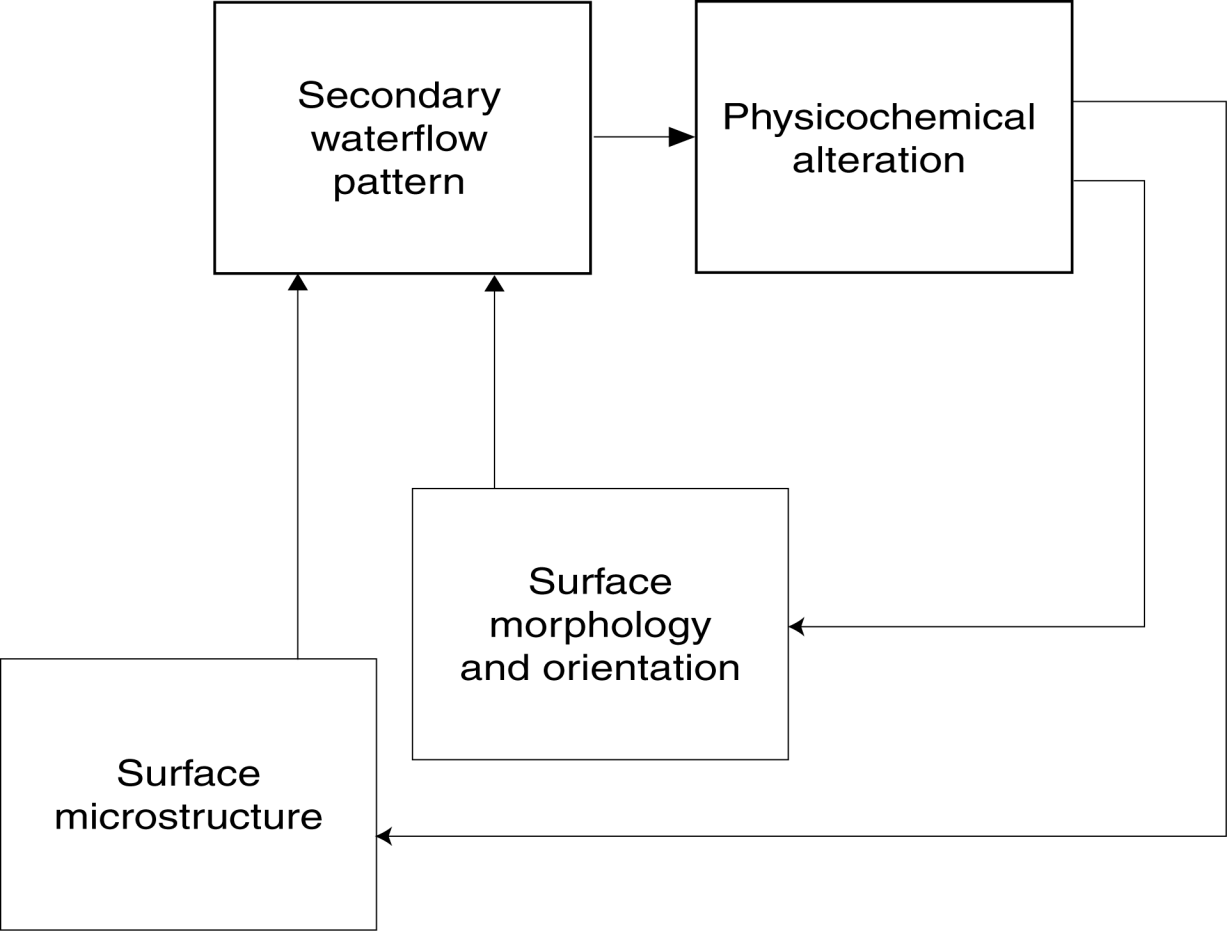 Secondary
waterflow
pattern
Physicochemical
alteration
Surface
morphology
and orientation
Surface
microstructure